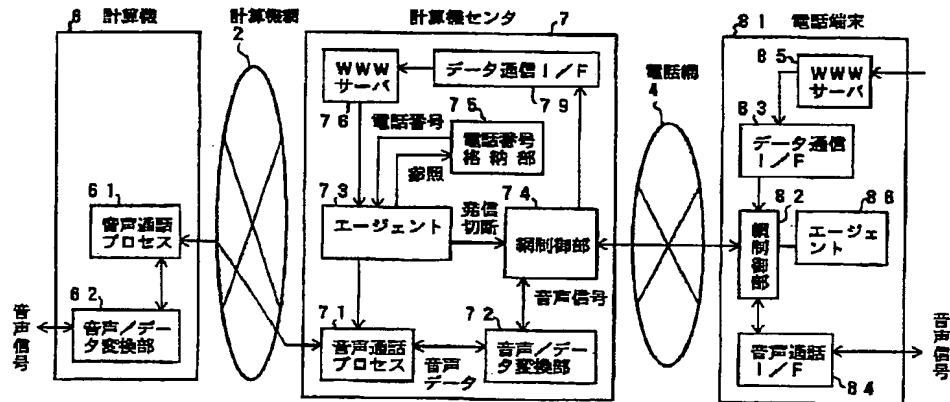 6
計算機
計算機網
2
計算機センタ
7
電話網
4
81
電話端末
WWW
サーバ
76
データ通信I/F
79
電話番号
75
電話番号
格納部
参照
73
エージェント
発信
切断
74
網制御部
音声信号
71
音声通話
プロセス
音声
データ
72
音声/デー
タ変換部
61
音声通話
プロセス
62
音声/デー
タ変換部
音声信号
85
WWW
サーバ
83
データ通信
I/F
82
網制御部
86
エージェ
ント
音声通話
I/F
84
音声信号